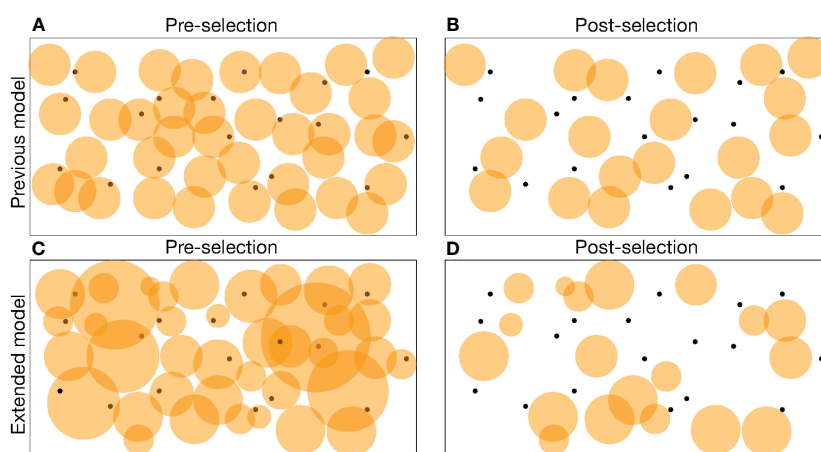 A Pre-selection
B Post-selection
Previous model
C Pre-selection
D Post-selection
Extended model